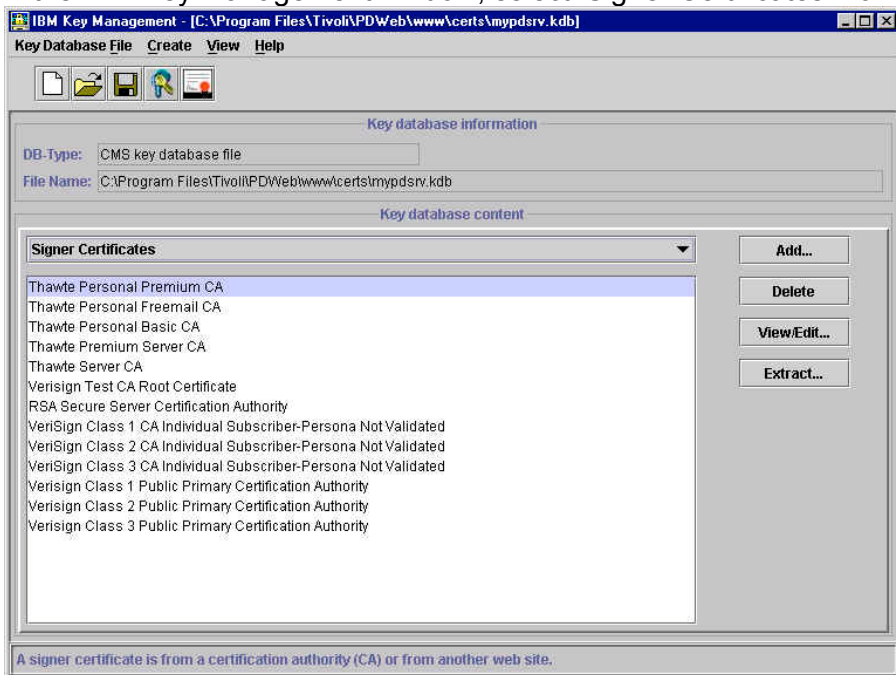 IBM Key Management - [C:\Program Files\Tivoli\PDWeb\www\certs\mypdsrv.kdb]
Key Database File Create View Help
Key database information
DB-Type: CMS key database file
File Name: C:\Program Files\Tivoli\PDWeb\www\certs\mypdsrv.kdb
Key database content
Signer Certificates
Add...
Thawte Personal Premium CA
Delete
Thawte Personal Freemail CA
Thawte Personal Basic CA
View/Edit...
Thawte Premium Server CA
Thawte Server CA
Extract...
Verisign Test CA Root Certificate
RSA Secure Server Certification Authority
VeriSign Class 1 CA Individual Subscriber-Persona Not Validated
VeriSign Class 2 CA Individual Subscriber-Persona Not Validated
VeriSign Class 3 CA Individual Subscriber-Persona Not Validated
Verisign Class 1 Public Primary Certification Authority
Verisign Class 2 Public Primary Certification Authority
Verisign Class 3 Public Primary Certification Authority
A signer certificate is from a certification authority (CA) or from another web site.